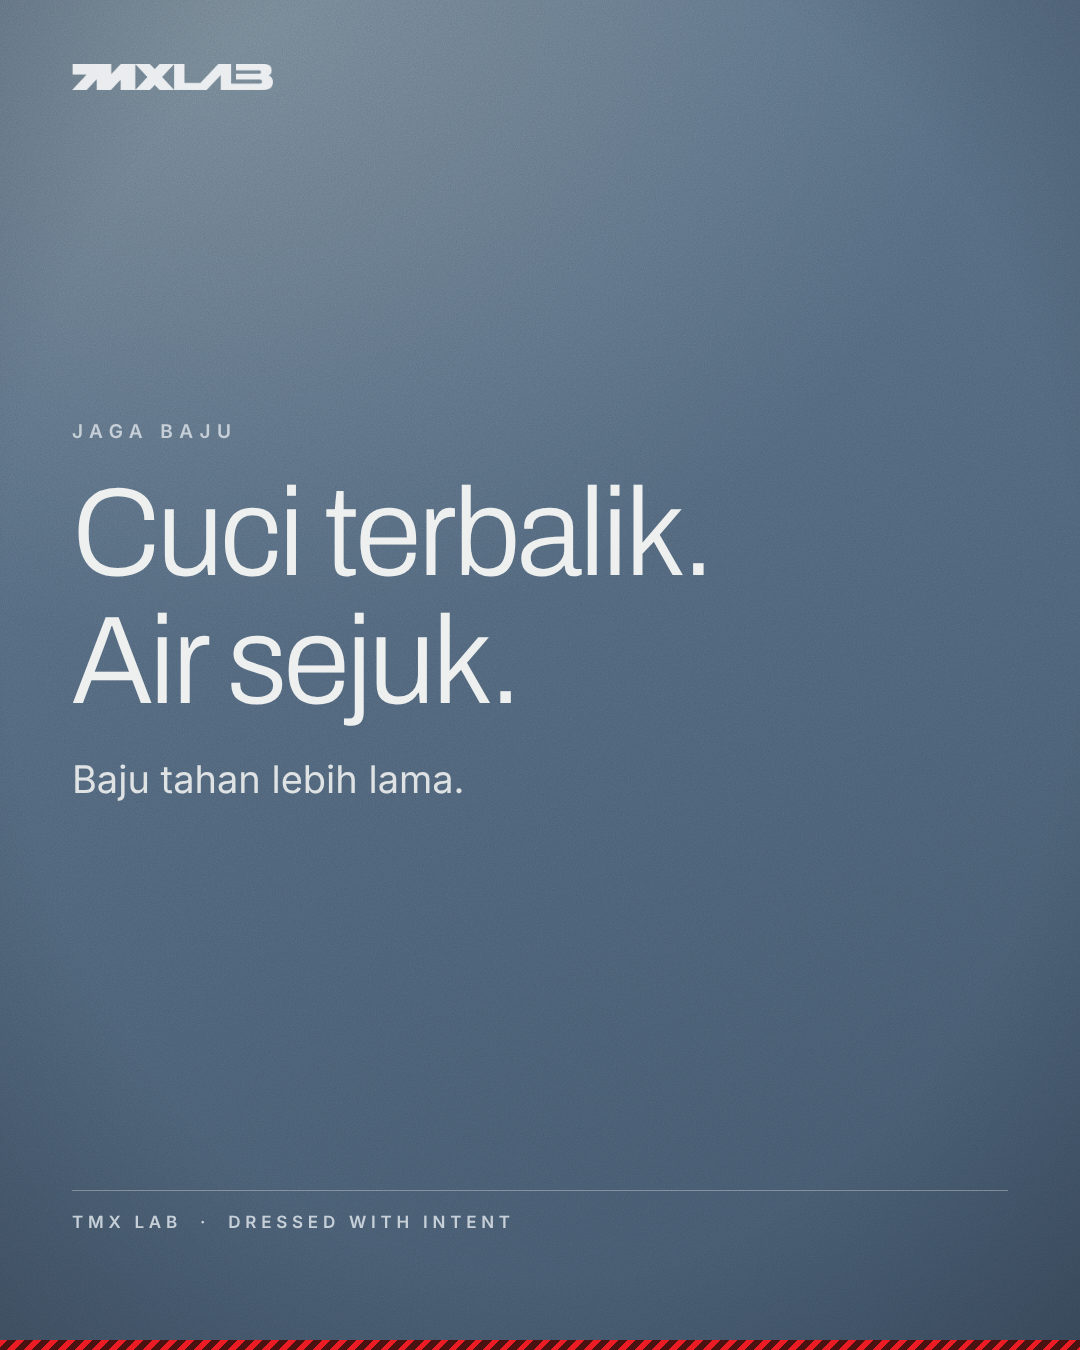 TMXLAB
JAGA BAJU
Cuci terbalik.
Air sejuk.
Baju tahan lebih lama.
TMX LAB · DRESSED WITH INTENT